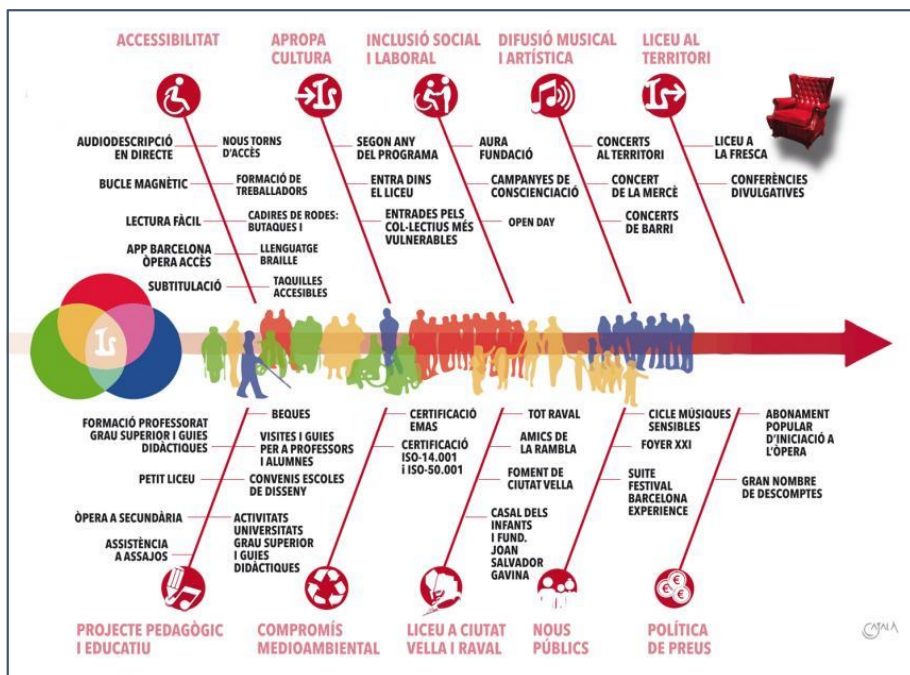 ACCESSIBILITAT
AUDIODESCRIPCIÓ
EN DIRECTE
NOUS TORNS
D'ACCÈS
BUCLE MAGNÈTIC
FORMACIÓ DE
TREBALLADORS
LECTURA FÀCIL
CADIRES DE RODES:
BUTAQUES I
APP BARCELONA
ÒPERA ACCÈS
LLENGUATGE
BRAILLE
SUBTITULACIÓ
TAQUILLES
ACCESIBLES
APROPA
CULTURA
SEGON ANY
DEL PROGRAMA
ENTRA DINS
EL LICEU
ENTRADES PELS
COL·LECTIUS MÉS
VULNERABLES
INCLUSIÓ SOCIAL
I LABORAL
AURA
FUNDACIÓ
CAMPANYES DE
CONSCIENCIACIÓ
OPEN DAY
DIFUSIÓ MUSICAL
I ARTÍSTICA
CONCERTS
AL TERRITORI
CONCERT
DE LA MERCÈ
CONCERTS
DE BARRI
LICEU AL
TERRITORI
LICEU A
LA FRESCA
CONFERÈNCIES
DIVULGATIVES
FORMACIÓ PROFESSORAT
GRAU SUPERIOR I GUIES
DIDÀCTIQUES
BEQUES
VISITES I GUIES
PER A PROFESSORS
I ALUMNES
PETIT LICEU
CONVENIS ESCOLES
DE DISSENY
ÒPERA A SECUNDÀRIA
ACTIVITATS
UNIVERSITATS
GRAU SUPERIOR
I GUIES
DIDÀCTIQUES
ASSISTÈNCIA
A ASSAJOS
PROJECTE PEDAGÒGIC
I EDUCATIU
CERTIFICACIÓ
EMAS
CERTIFICACIÓ
ISO-14.001
i ISO-50.001
COMPROMÍS
MEDIOAMBIENTAL
TOT RAVAL
AMICS DE
LA RAMBLA
FOMENT DE
CIUTAT VELLA
CASAL DELS
INFANTS
I FUND.
JOAN
SALVADOR
GAVINA
LICEU A CIUTAT
VELLA I RAVAL
CICLE MÚSIQUES
SENSIBLES
FOYER XXI
SUITE
FESTIVAL
BARCELONA
EXPERIENCE
NOUS
PÚBLICS
ABONAMENT
POPULAR
D'INICIACIÓ A
L'ÒPERA
GRAN NOMBRE
DE DESCOMPTES
POLÍTICA
DE PREUS
CATALÀ